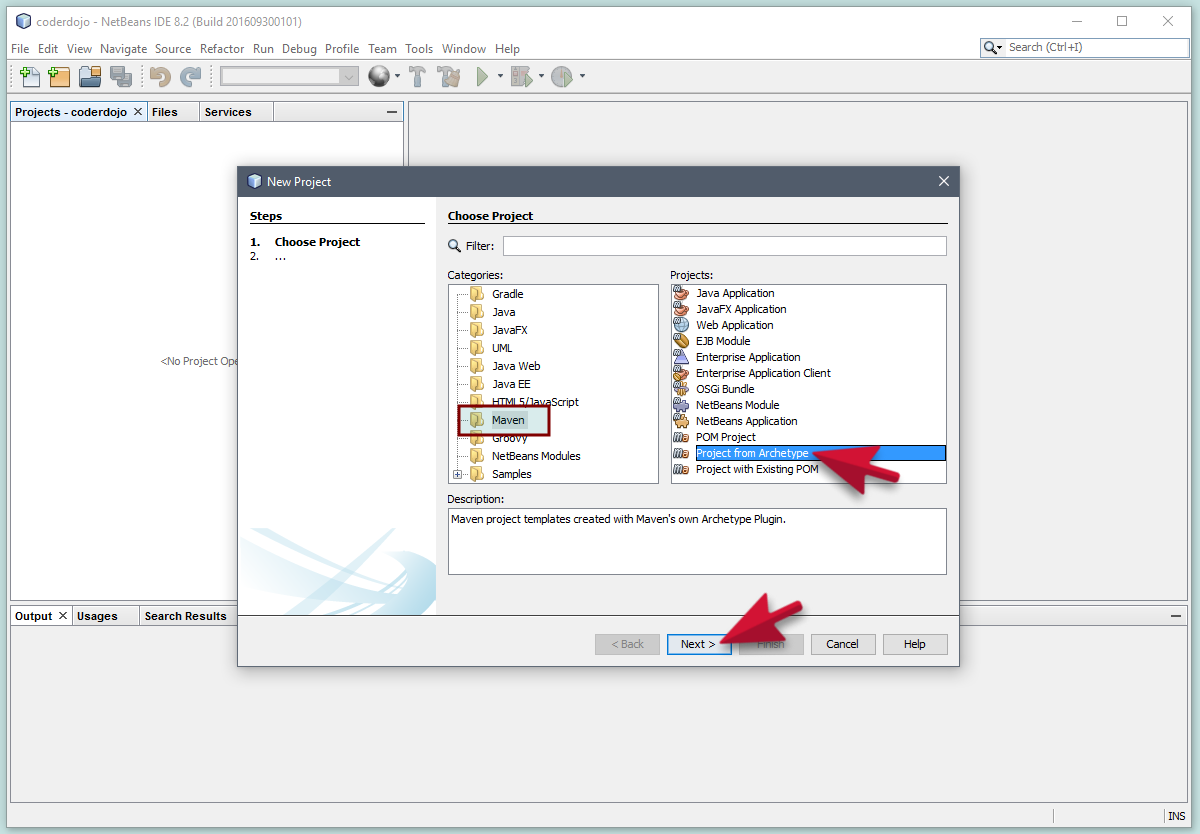 coderdojo - NetBeans IDE 8.2 (Build 201609300101)
File Edit View Navigate Source Refactor Run Debug Profile Team Tools Window Help
Search (Ctrl+I)
Projects - coderdojo Files Services
<No Project Ope
New Project
Steps
1. Choose Project
2. ...
Choose Project
Filter:
Categories:
Gradle
Java
JavaFX
UML
Java Web
Java EE
HTML5/JavaScript
Maven
Groovy
NetBeans Modules
Samples
Projects:
Java Application
JavaFX Application
Web Application
EJB Module
Enterprise Application
Enterprise Application Client
OSGi Bundle
NetBeans Module
NetBeans Application
POM Project
Project from Archetype
Project with Existing POM
Description:
Maven project templates created with Maven's own Archetype Plugin.
< Back Next > Finish Cancel Help
Output Usages Search Results
INS